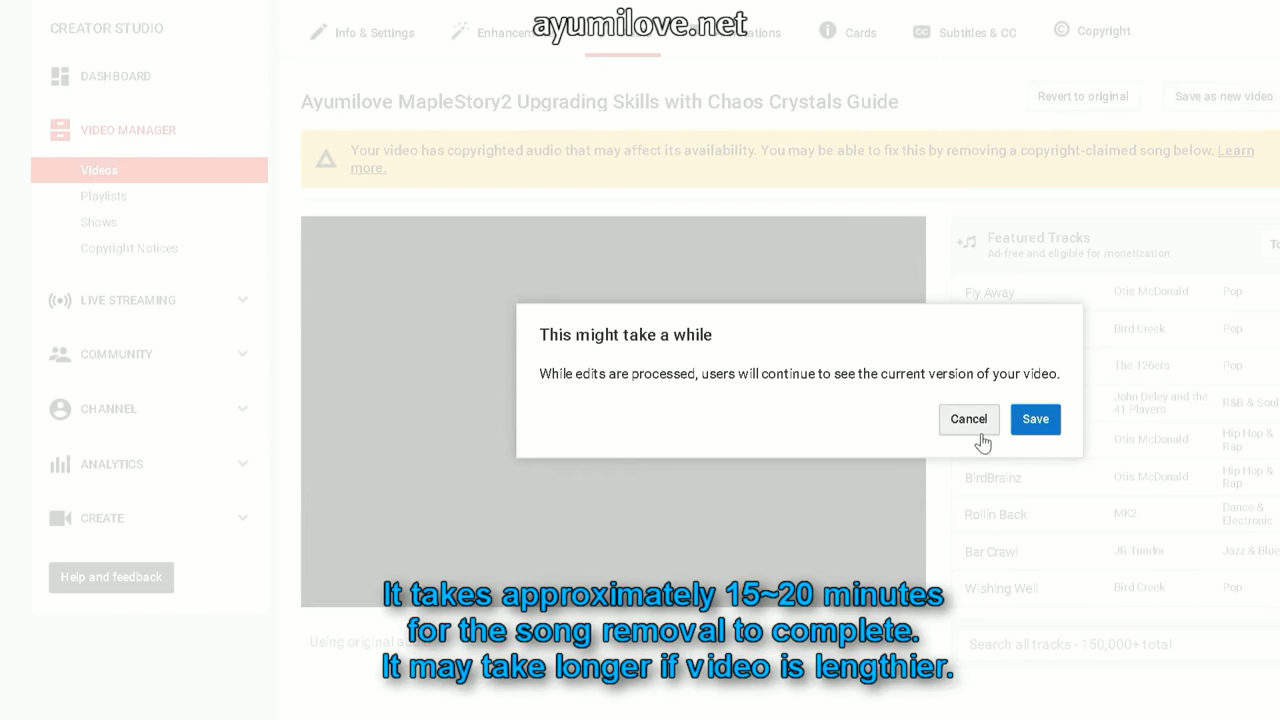 ayumilove.net
CREATOR STUDIO
Info & Settings
Cards
Subtitles & CC
Copyright
DASHBOARD
VIDEO MANAGER
Videos
Playlists
Shows
Copyright Notices
LIVE STREAMING
COMMUNITY
CHANNEL
ANALYTICS
CREATE
Help and feedback
Ayumilove MapleStory2 Upgrading Skills with Chaos Crystals Guide
Revert to original
Save as new video
Your video has copyrighted audio that may affect its availability. You may be able to fix this by removing a copyright-claimed song below. Learn
more.
Featured Tracks
Ad-free and eligible for monetization
Fly Away Otis McDonald Pop
Bird Creek Pop
The 126ers Pop
John Deley and the
41 Players
R&B & Soul
Otis McDonald
Hip Hop &
Rap
BirdBrainz Otis McDonald
Hip Hop &
Rap
Rollin Back MK2
Dance &
Electronic
Bar Crawl JR Tundra Jazz & Blue
Wishing Well Bird Creek Pop
Search all tracks - 150,000+ total
This might take a while
While edits are processed, users will continue to see the current version of your video.
Cancel
Save
Using original
It takes approximately 15~20 minutes
for the song removal to complete.
It may take longer if video is lengthier.